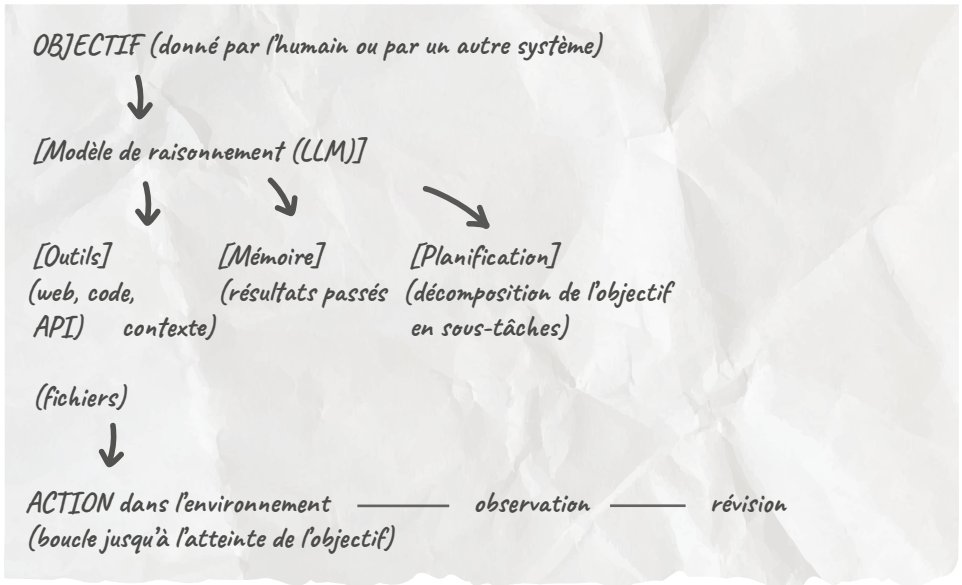 OBJECTIF (donné par l'humain ou par un autre système)
[Modèle de raisonnement (LLM)]
[Outils] [Mémoire] [Planification]
(web, code, (résultats passés (décomposition de l'objectif
API) contexte) en sous-tâches)
(fichiers)
ACTION dans l'environnement observation révision
(boucle jusqu'à l'atteinte de l'objectif)